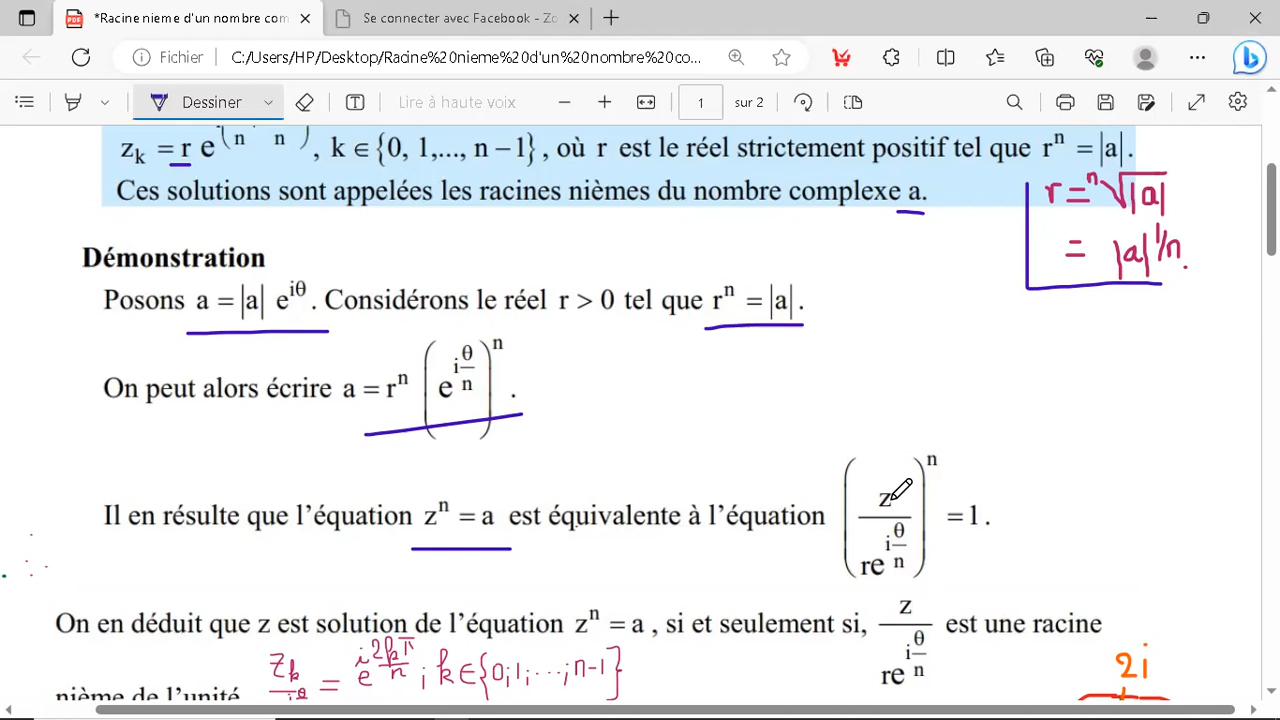 *Racine nieme d'un nombre com
Se connecter avec Facebook - Zo
Fichier C:/Users/HP/Desktop/Racine%20nieme%20d'un%20nombre%20co...
Dessiner
Lire à haute voix
1 sur 2
z_k = r e^( n n ), k ∈ {0, 1,..., n − 1}, où r est le réel strictement positif tel que rⁿ = |a|.
Ces solutions sont appelées les racines nièmes du nombre complexe a.
r = ⁿ√|a|
= |a|^1/n.
Démonstration
Posons a = |a| e^iθ. Considérons le réel r > 0 tel que rⁿ = |a|.
On peut alors écrire a = rⁿ (e^(i θ/n))ⁿ.
Il en résulte que l'équation zⁿ = a est équivalente à l'équation (z / re^(i θ/n))ⁿ = 1.
On en déduit que z est solution de l'équation zⁿ = a, si et seulement si, z / re^(i θ/n) est une racine
nième de l'unité
z_k / iθ = e^(i2kπ/n) ; k ∈ {0;1;...;n-1}
2i